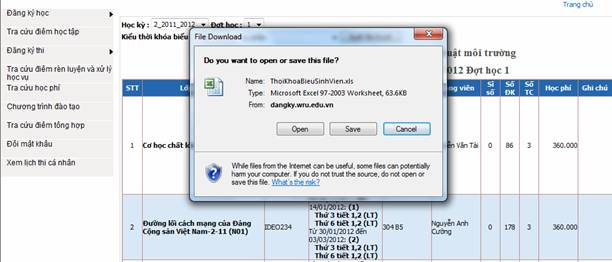 Trang chủ
Đăng ký học
Tra cứu điểm học tập
Đăng ký thi
Tra cứu điểm rèn luyện và xử lý học vụ
Tra cứu học phí
Chương trình đào tạo
Tra cứu điểm tổng hợp
Đổi mật khẩu
Xem lịch thi cá nhân
Học kỳ : 2_2011_2012 Đợt học : 1
Kiểu thời khóa biểu
File Download
Do you want to open or save this file?
Name: ThoiKhoaBieuSinhVien.xls
Type: Microsoft Excel 97-2003 Worksheet, 63.6KB
From: dangky.wru.edu.vn
Open Save Cancel
While files from the Internet can be useful, some files can potentially
harm your computer. If you do not trust the source, do not open or
save this file. What's the risk?
uật môi trường
012 Đợt học 1
STT Lớ ng viên Sĩ số Số ĐK Số TC Học phí Ghi chú
1 Cơ học chất lỏ ễn Văn Tài 0 86 3 360.000
2 Đường lối cách mạng của Đảng Cộng sản Việt Nam-2-11 (N01) IDEO234
14/01/2012: (1)
Thứ 3 tiết 1,2 (LT)
Thứ 6 tiết 1,2 (LT)
Từ 30/01/2012 đến
03/03/2012: (2)
Thứ 3 tiết 1,2 (LT)
Thứ 6 tiết 1,2 (LT)
304 B5 Nguyễn Anh Cường 0 178 3 360.000